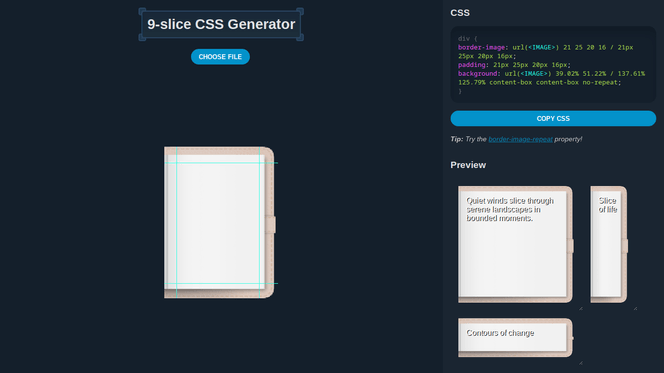 9-slice CSS Generator
CHOOSE FILE
CSS
div {
border-image: url(<IMAGE>) 21 25 20 16 / 21px
25px 20px 16px;
padding: 21px 25px 20px 16px;
background: url(<IMAGE>) 39.02% 51.22% / 137.61%
125.79% content-box content-box no-repeat;
}
COPY CSS
Tip: Try the border-image-repeat property!
Preview
Quiet winds slice through
serene landscapes in
bounded moments.
Slice
of life
Contours of change